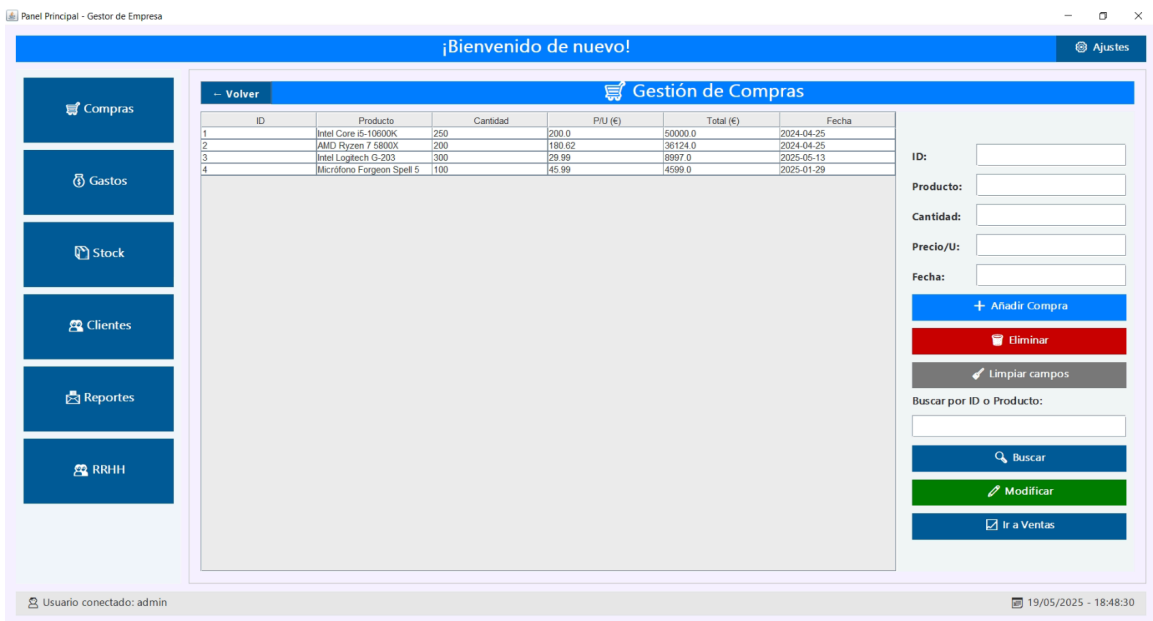 Panel Principal - Gestor de Empresa
¡Bienvenido de nuevo!
Ajustes
Compras
Gastos
Stock
Clientes
Reportes
RRHH
← Volver
Gestión de Compras
ID Producto Cantidad P/U (€) Total (€) Fecha
1 Intel Core i5-10600K 250 200.0 50000.0 2024-04-25
2 AMD Ryzen 7 5800X 200 180.62 36124.0 2024-04-25
3 Intel Logitech G-203 300 29.99 8997.0 2025-05-13
4 Micrófono Forgeon Spell 5 100 45.99 4599.0 2025-01-29
ID:
Producto:
Cantidad:
Precio/U:
Fecha:
Añadir Compra
Eliminar
Limpiar campos
Buscar por ID o Producto:
Buscar
Modificar
Ir a Ventas
Usuario conectado: admin
19/05/2025 - 18:48:30